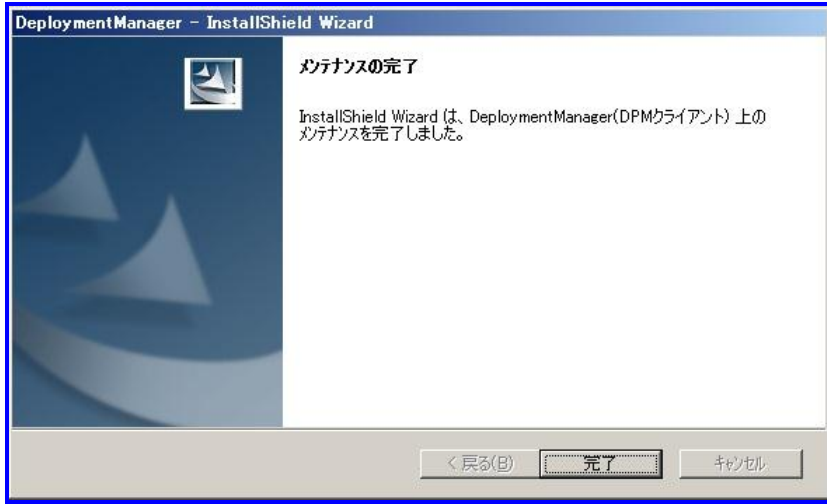 DeploymentManager - InstallShield Wizard
メンテナンスの完了
InstallShield Wizard は、DeploymentManager(DPMクライアント) 上の
メンテナンスを完了しました。
< 戻る(B)
完了
キャンセル